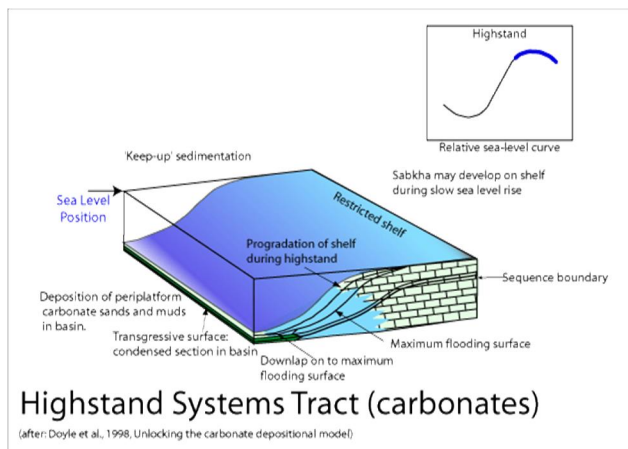 Highstand
Relative sea-level curve
'Keep-up' sedimentation
Sabkha may develop on shelf
during slow sea level rise
Sea Level
Position
Restricted shelf
Progradation of shelf
during highstand
Sequence boundary
Deposition of periplatform
carbonate sands and muds
in basin.
Transgressive surface:
condensed section in basin
Maximum flooding surface
Downlap on to maximum
flooding surface
Highstand Systems Tract (carbonates)
(after: Doyle et al., 1998, Unlocking the carbonate depositional model)